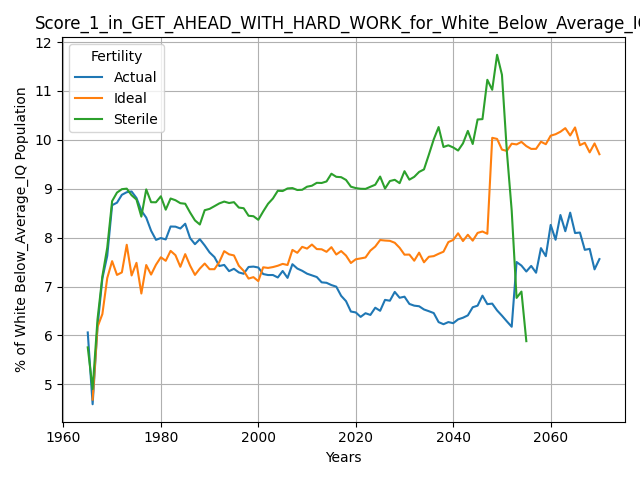 Score_1_in_GET_AHEAD_WITH_HARD_WORK_for_White_Below_Average_IQ
Fertility
Actual
Ideal
Sterile
% of White Below_Average_IQ Population
12
11
10
9
8
7
6
5
1960
1980
2000
2020
2040
2060
Years